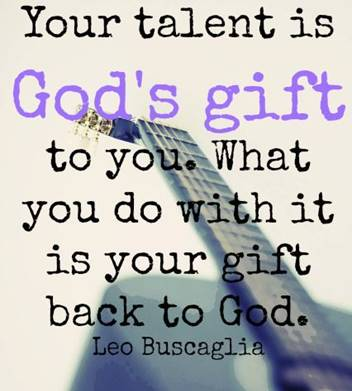 Your talent is
God's gift
to you. What
you do with it
is your gift
back to God.
Leo Buscaglia